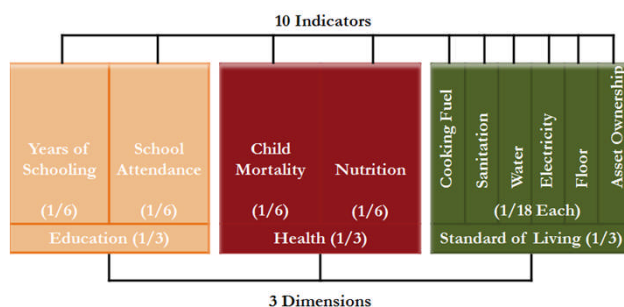 10 Indicators
Years of
Schooling
(1/6)
School
Attendance
(1/6)
Education (1/3)
Child
Mortality
(1/6)
Nutrition
(1/6)
Health (1/3)
Cooking Fuel
Sanitation
Water
Electricity
Floor
Asset Ownership
(1/18 Each)
Standard of Living (1/3)
3 Dimensions